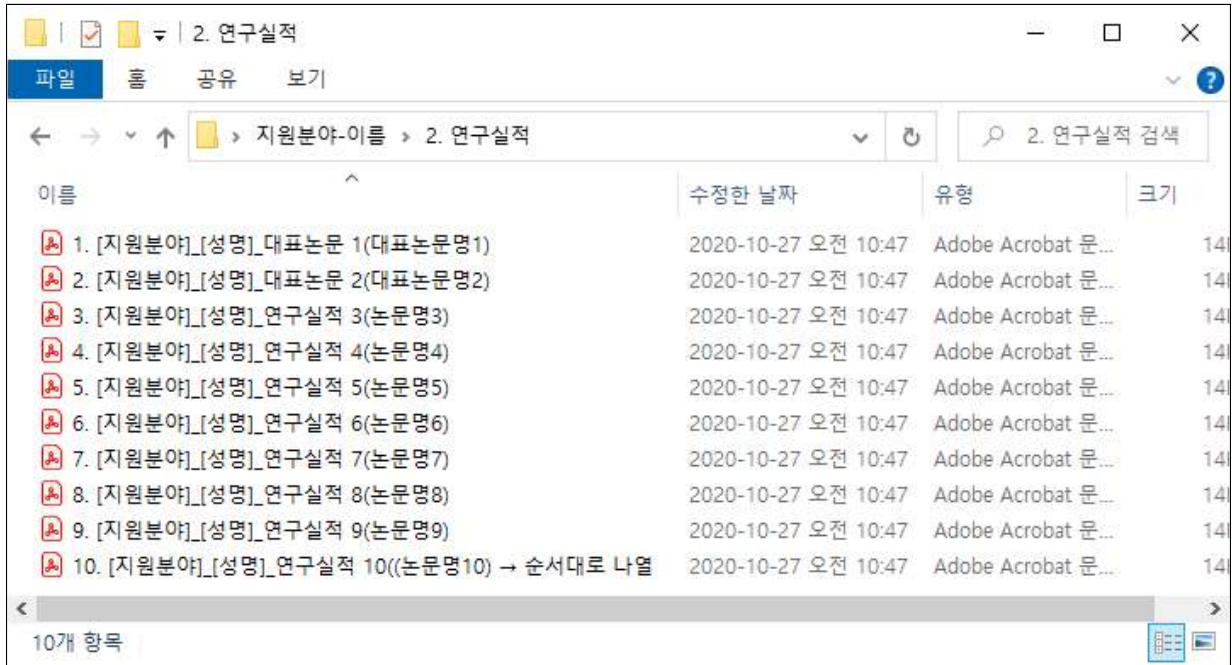 2. 연구실적
파일 홈 공유 보기
지원분야-이름 > 2. 연구실적 2. 연구실적 검색
이름 수정한 날짜 유형 크기
1. [지원분야]_[성명]_대표논문 1(대표논문명1) 2020-10-27 오전 10:47 Adobe Acrobat 문... 14
2. [지원분야]_[성명]_대표논문 2(대표논문명2) 2020-10-27 오전 10:47 Adobe Acrobat 문... 14
3. [지원분야]_[성명]_연구실적 3(논문명3) 2020-10-27 오전 10:47 Adobe Acrobat 문... 14
4. [지원분야]_[성명]_연구실적 4(논문명4) 2020-10-27 오전 10:47 Adobe Acrobat 문... 14
5. [지원분야]_[성명]_연구실적 5(논문명5) 2020-10-27 오전 10:47 Adobe Acrobat 문... 14
6. [지원분야]_[성명]_연구실적 6(논문명6) 2020-10-27 오전 10:47 Adobe Acrobat 문... 14
7. [지원분야]_[성명]_연구실적 7(논문명7) 2020-10-27 오전 10:47 Adobe Acrobat 문... 14
8. [지원분야]_[성명]_연구실적 8(논문명8) 2020-10-27 오전 10:47 Adobe Acrobat 문... 14
9. [지원분야]_[성명]_연구실적 9(논문명9) 2020-10-27 오전 10:47 Adobe Acrobat 문... 14
10. [지원분야]_[성명]_연구실적 10((논문명10) → 순서대로 나열 2020-10-27 오전 10:47 Adobe Acrobat 문... 14
10개 항목